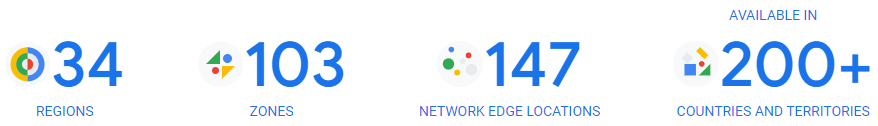 AVAILABLE IN
34
103
147
200+
REGIONS
ZONES
NETWORK EDGE LOCATIONS
COUNTRIES AND TERRITORIES